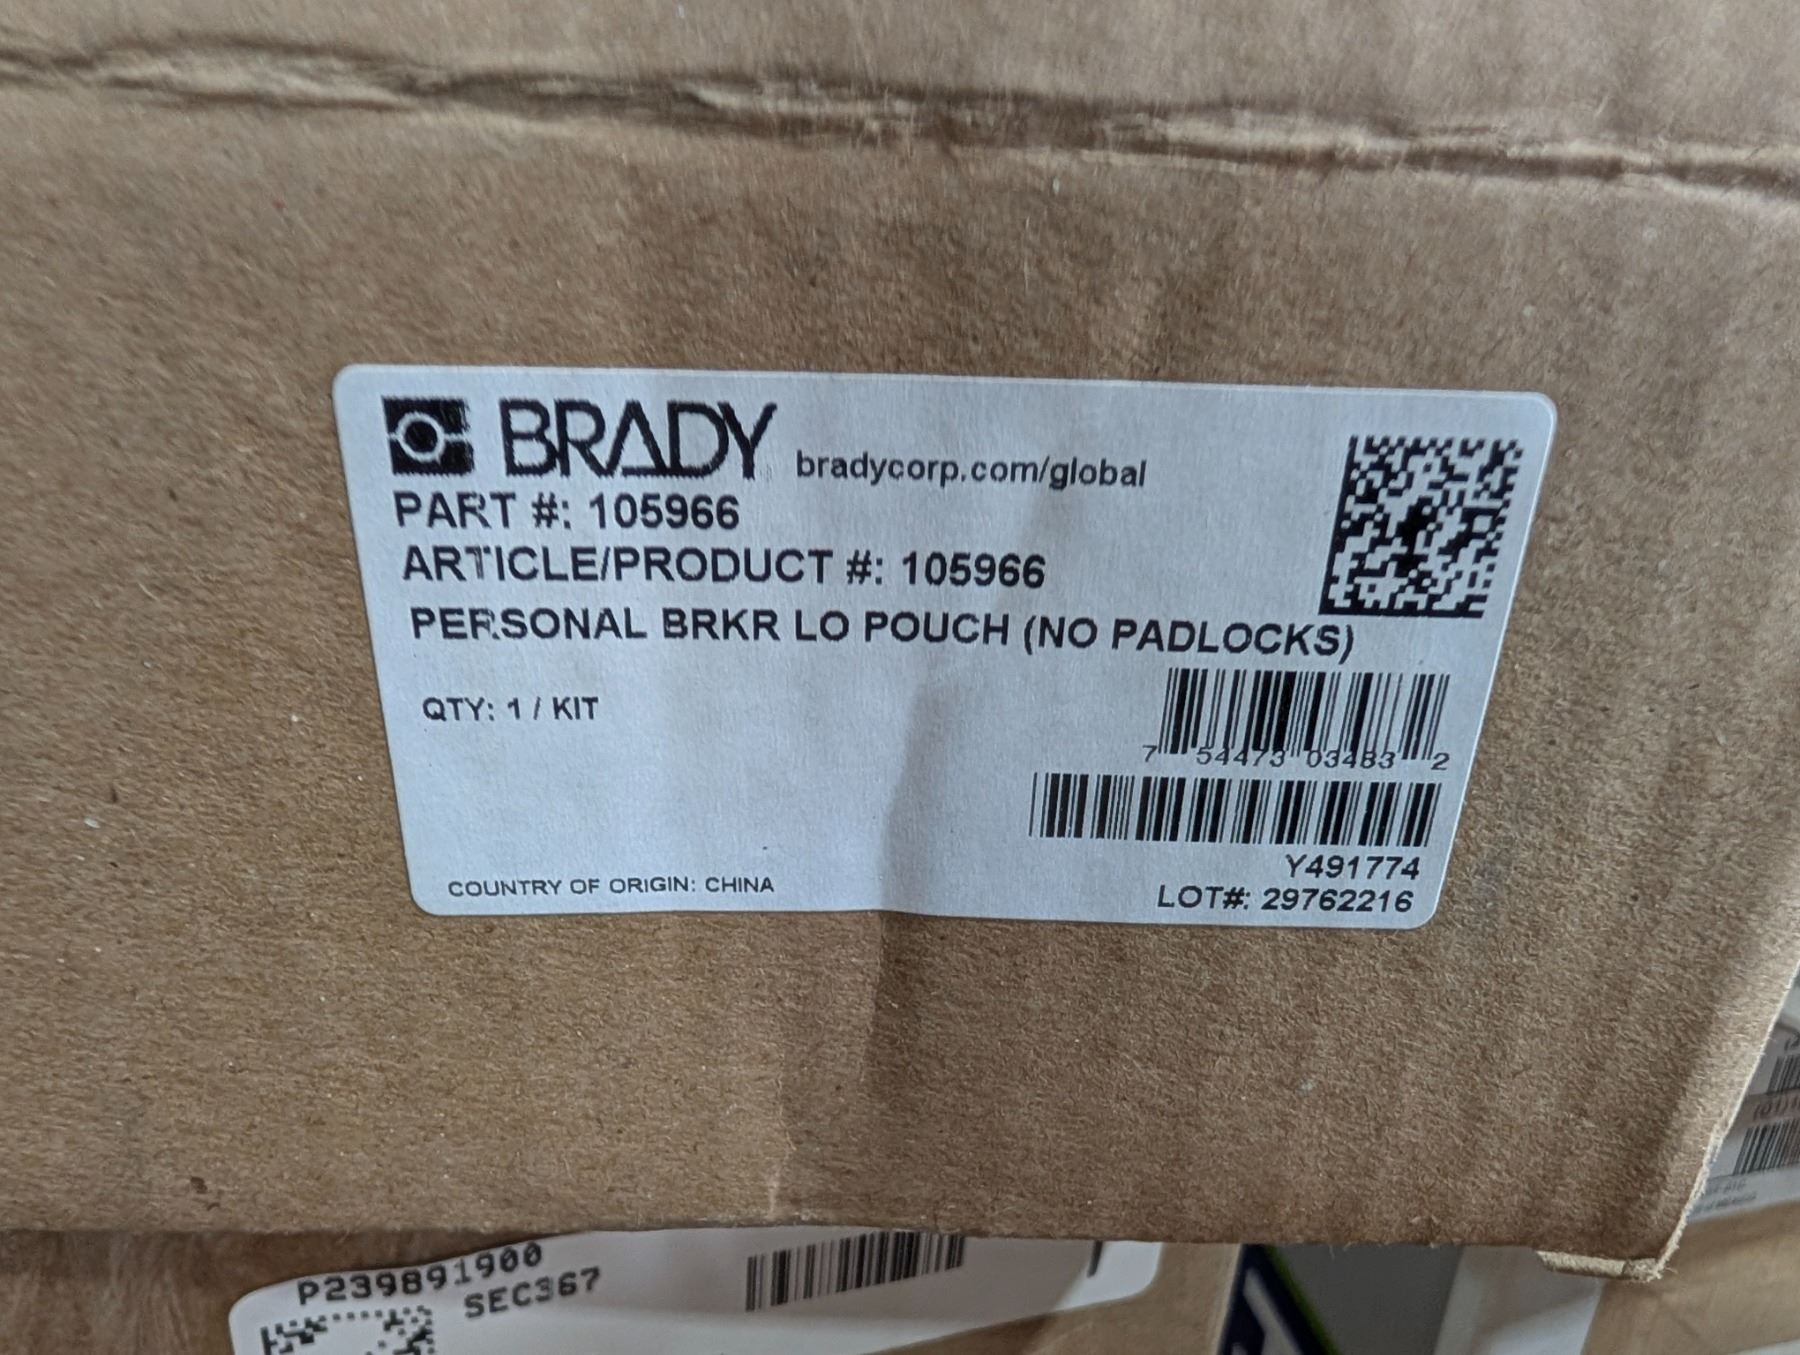 BRADY bradycorp.com/global
PART #: 105966
ARTICLE/PRODUCT #: 105966
PERSONAL BRKR LO POUCH (NO PADLOCKS)
QTY: 1 / KIT
7 54473 03483 2
Y491774
COUNTRY OF ORIGIN: CHINA
LOT#: 29762216
P239891900
SEC367